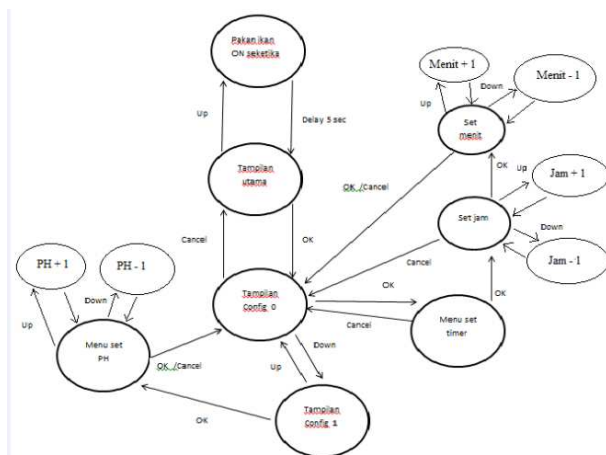 Pakan ikan
ON seketika
Up
Delay 5 sec
Tampilan
utama
Cancel
OK
Menit + 1
Menit - 1
Up
Down
Set
menit
OK
OK /Cancel
Up
Jam + 1
Set jam
Down
Jam - 1
Cancel
OK
PH + 1
PH - 1
Up
Down
Menu set
PH
OK /Cancel
Tampilan
Config 0
OK
Cancel
Menu set
timer
Up
Down
OK
Tampilan
Config 1